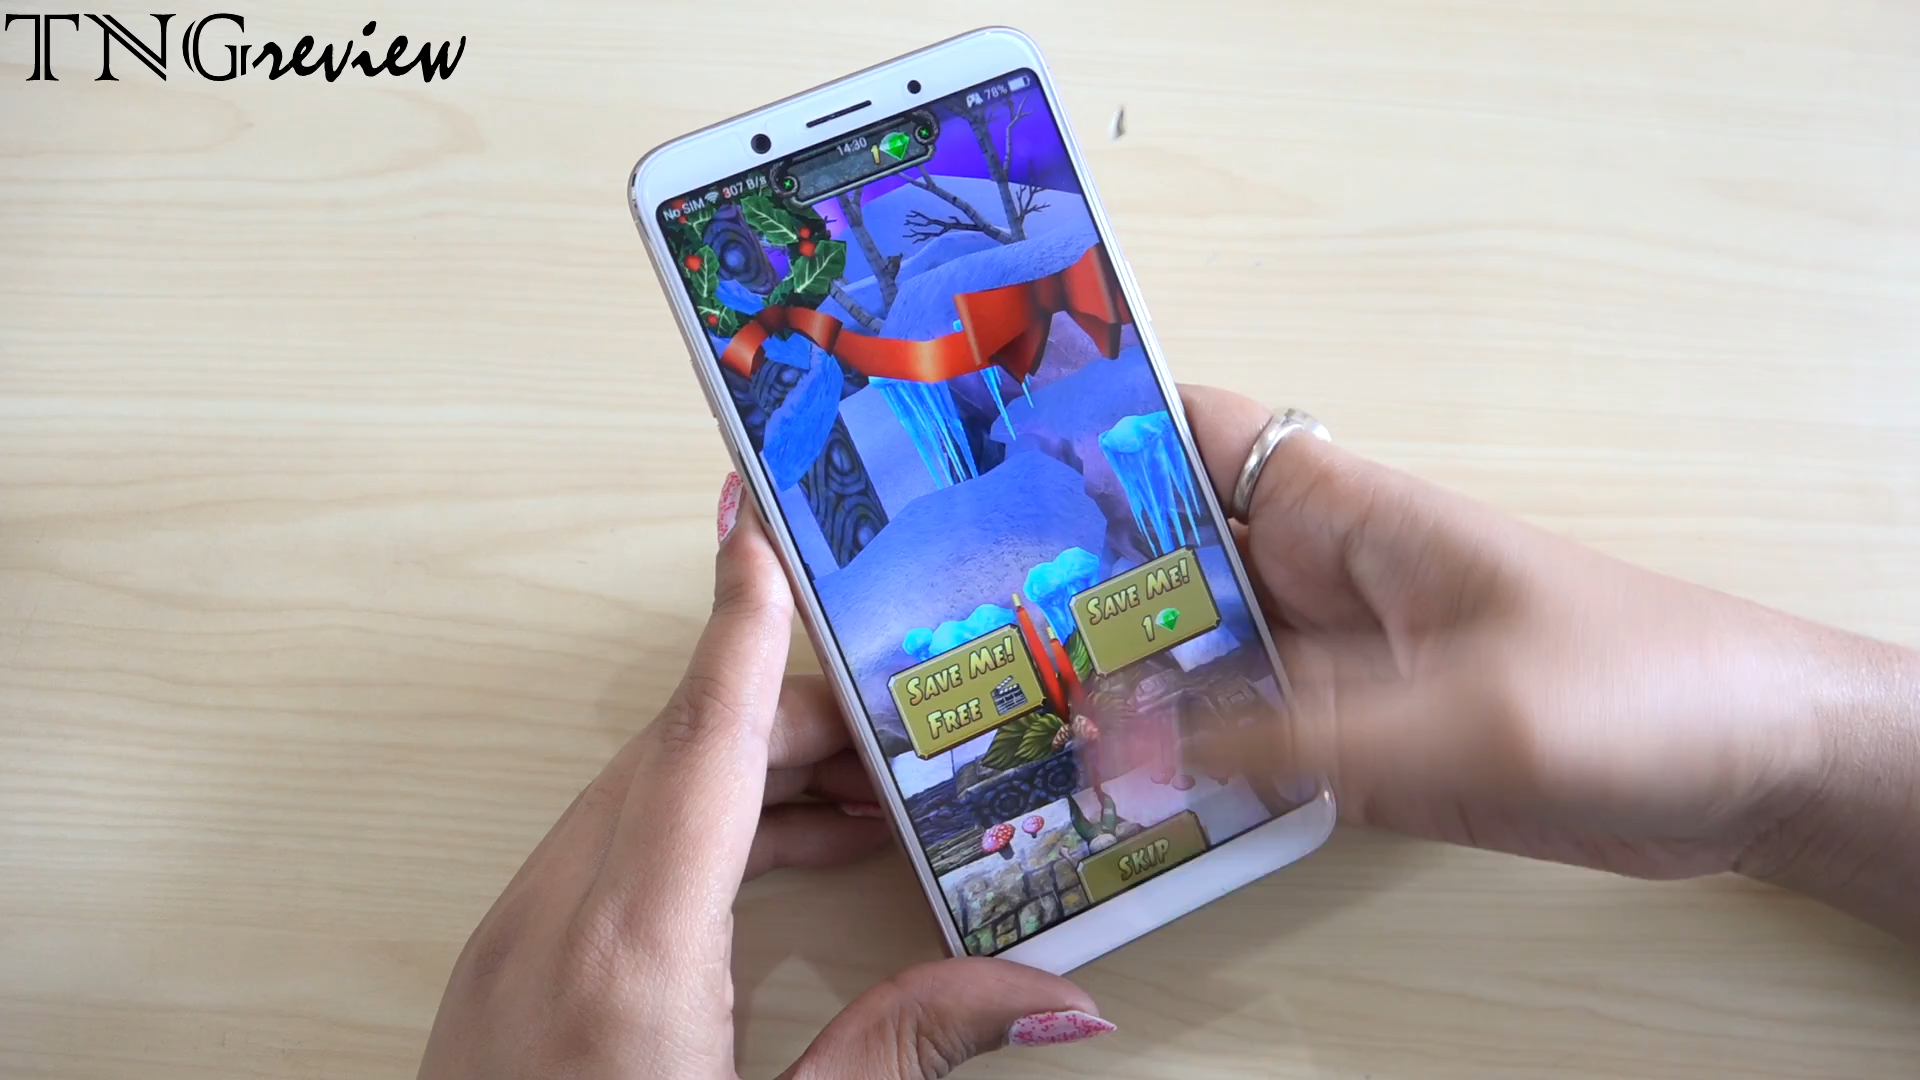 TNGreview
No SIM 307 B/s 14:30 78%
1
SAVE ME!
FREE
SAVE ME!
1
SKIP